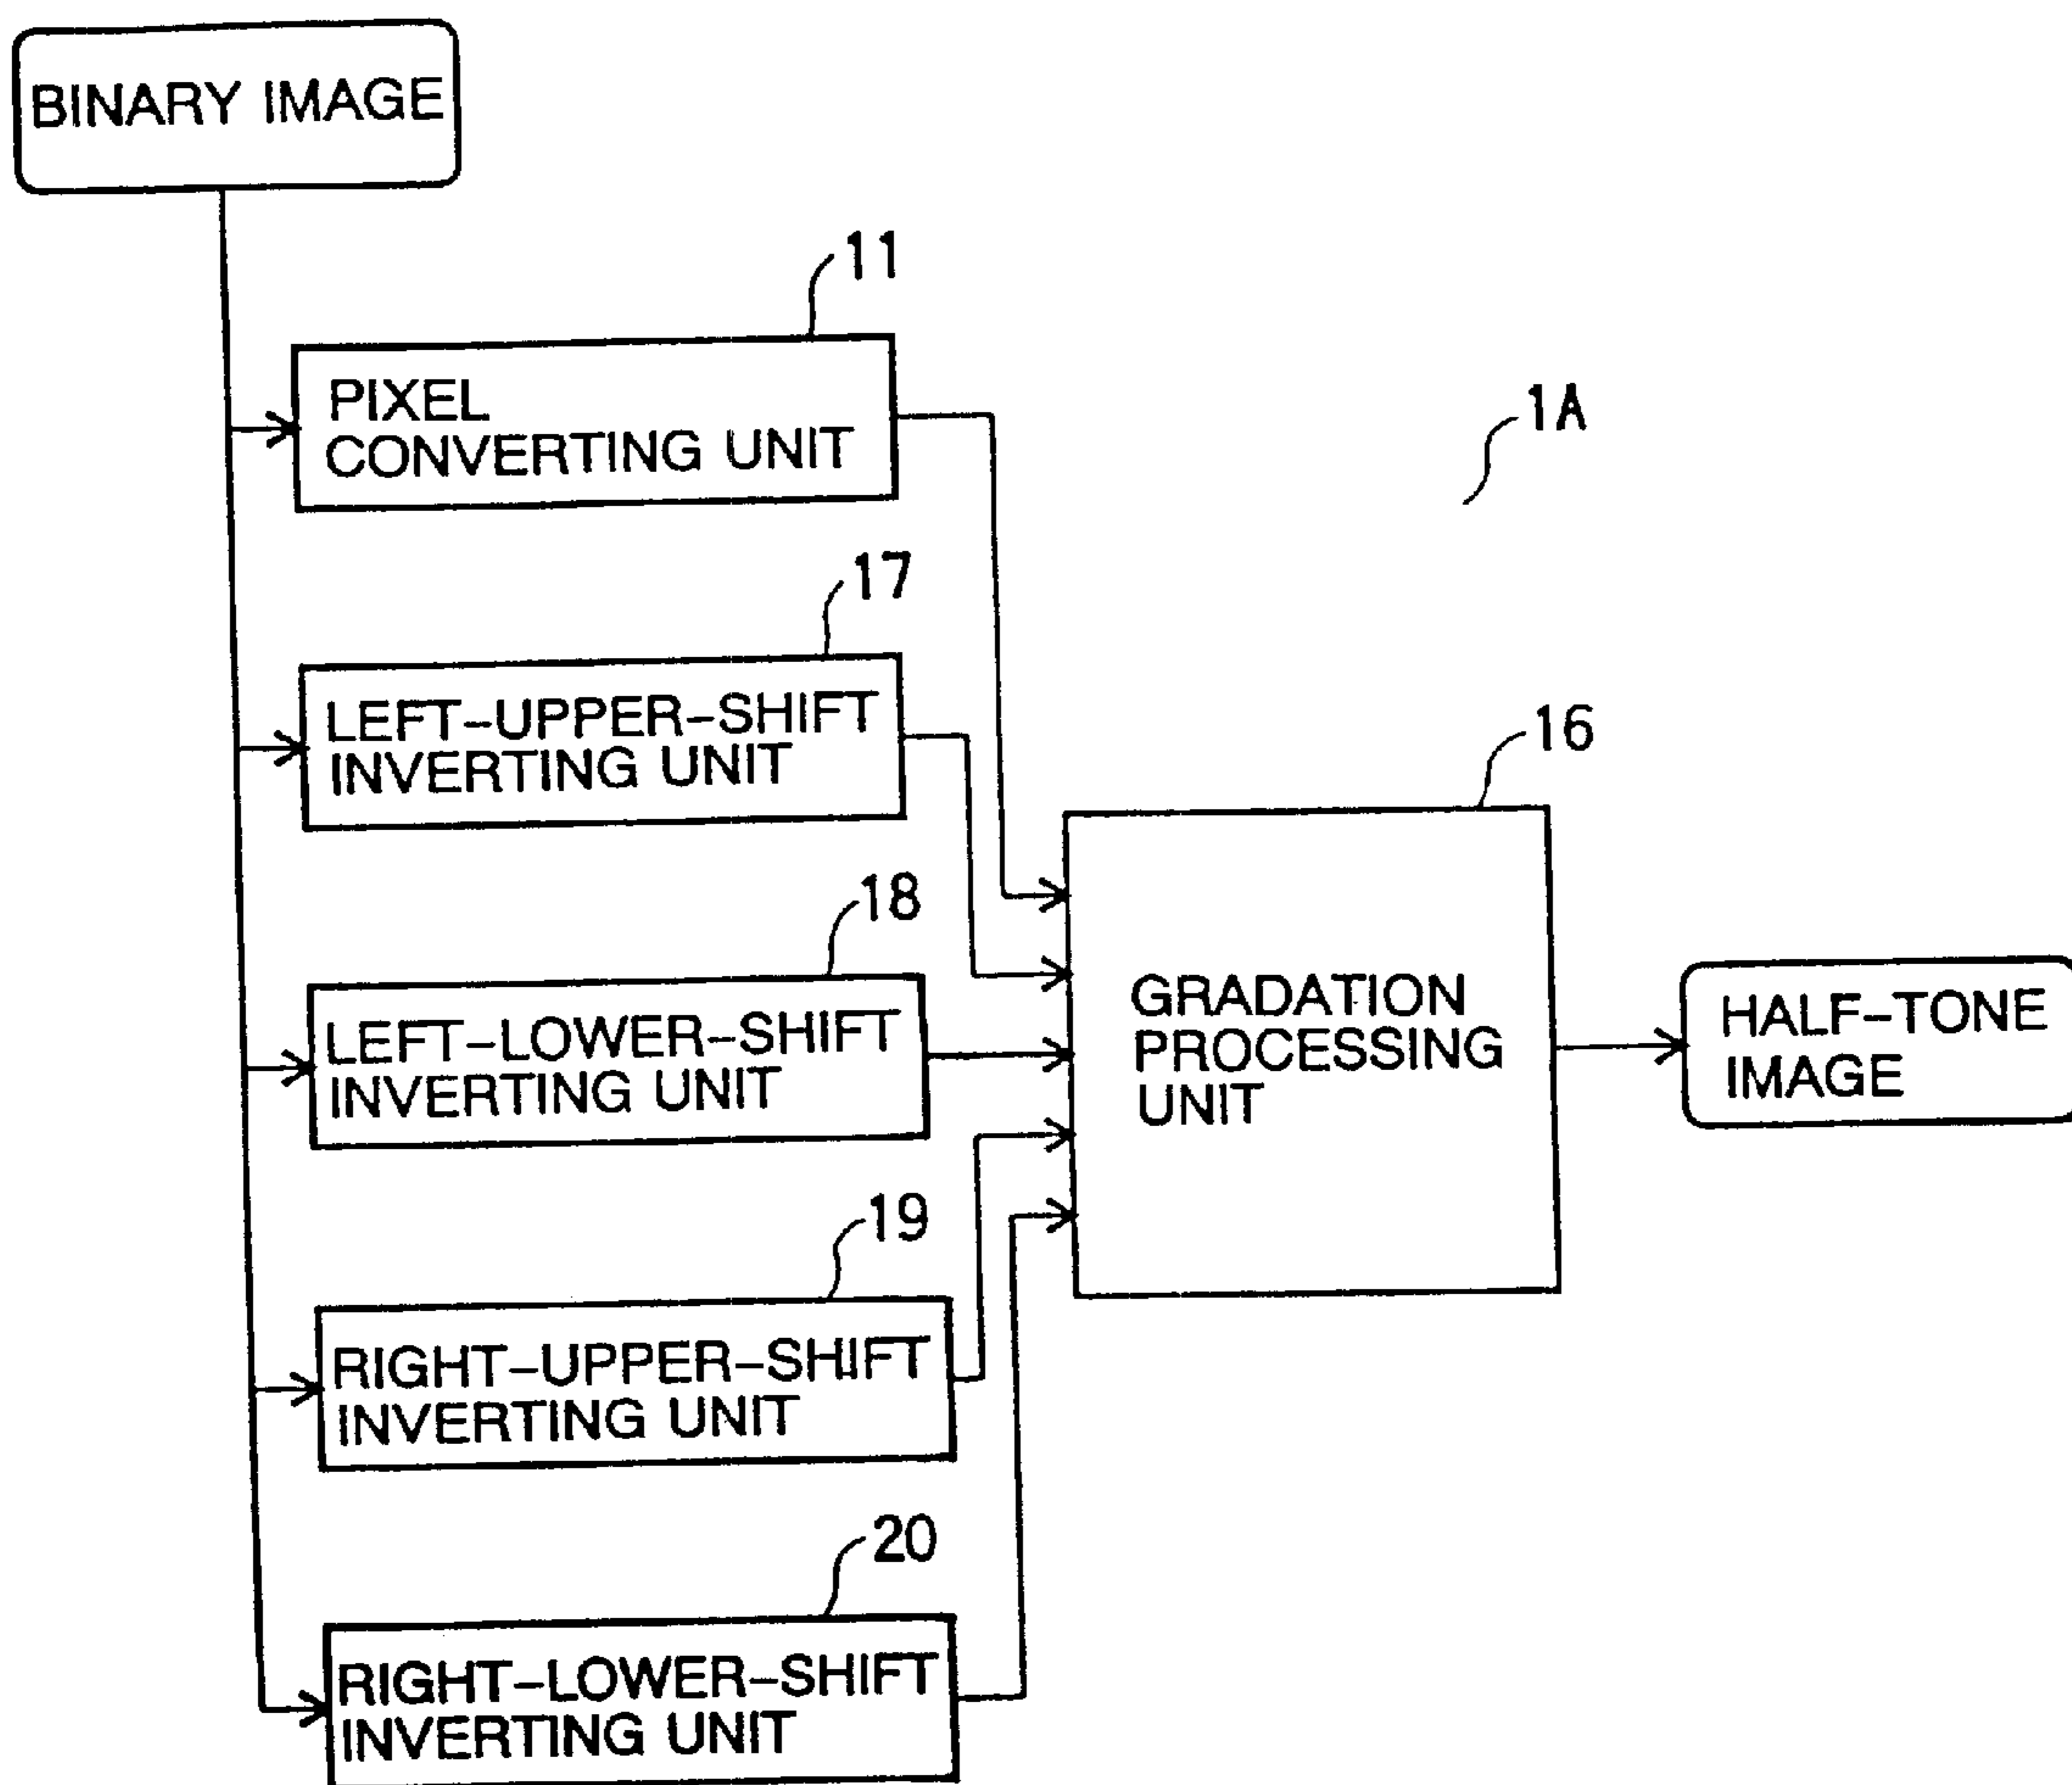 BINARY IMAGE
11
PIXEL
CONVERTING UNIT
1A
17
LEFT-UPPER-SHIFT
INVERTING UNIT
16
18
LEFT-LOWER-SHIFT
INVERTING UNIT
GRADATION
PROCESSING
UNIT
HALF-TONE
IMAGE
19
RIGHT-UPPER-SHIFT
INVERTING UNIT
20
RIGHT-LOWER-SHIFT
INVERTING UNIT